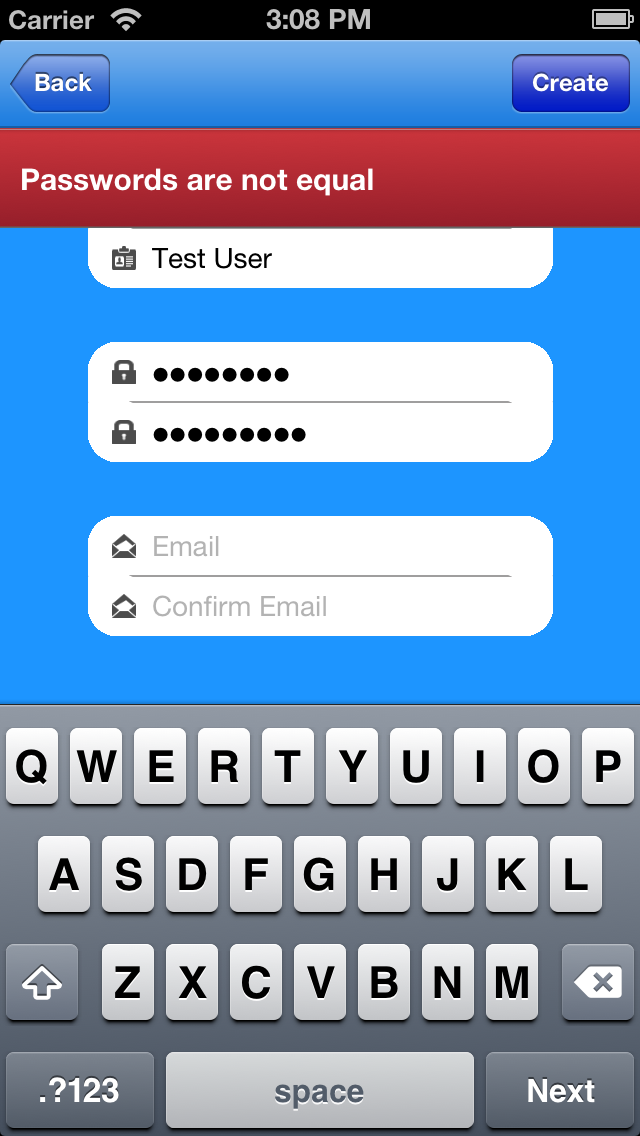 Carrier 3:08 PM
Back Create
Passwords are not equal
Test User
••••••••
•••••••••
Email
Confirm Email
Q W E R T Y U I O P
A S D F G H J K L
Z X C V B N M
.?123 space Next